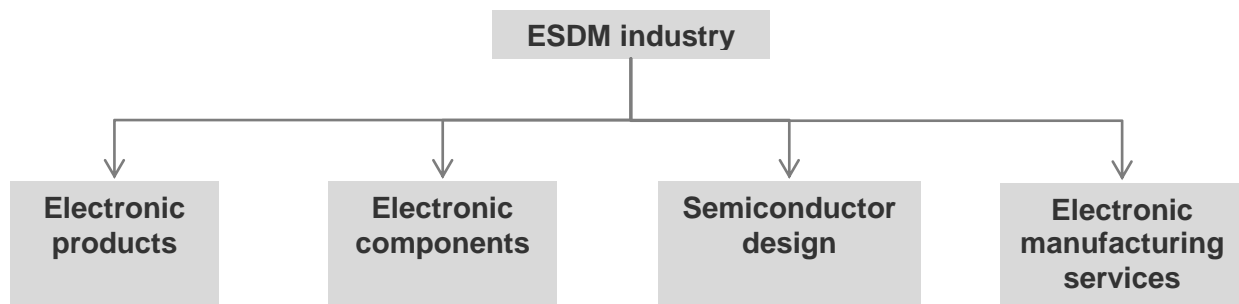 ESDM industry
Electronic
products
Electronic
components
Semiconductor
design
Electronic
manufacturing
services